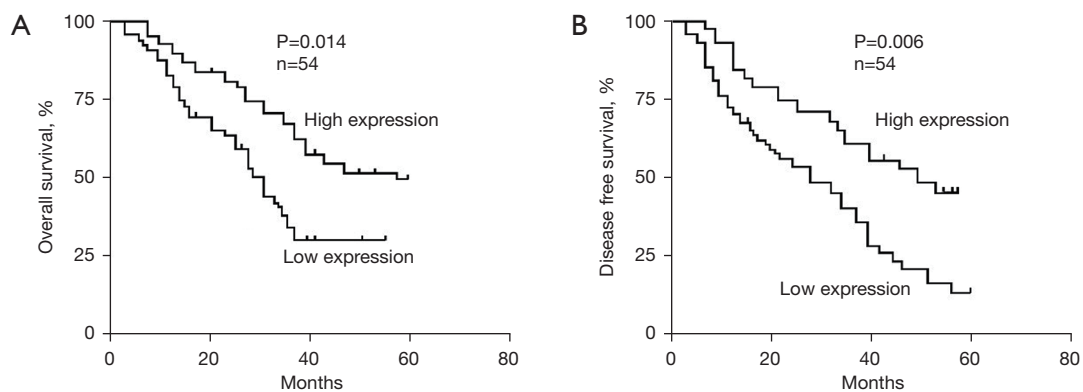 A
Overall survival, %
100
75
50
25
0
P=0.014
n=54
High expression
Low expression
0 20 40 60 80
Months
B
Disease free survival, %
100
75
50
25
0
P=0.006
n=54
High expression
Low expression
0 20 40 60 80
Months